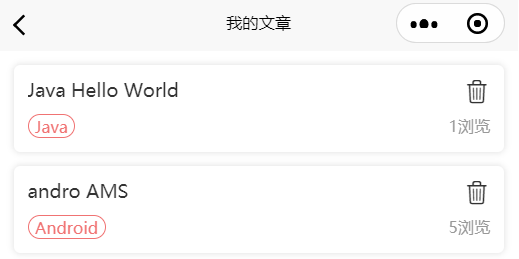 我的文章
Java Hello World
Java
1浏览
andro AMS
Android
5浏览